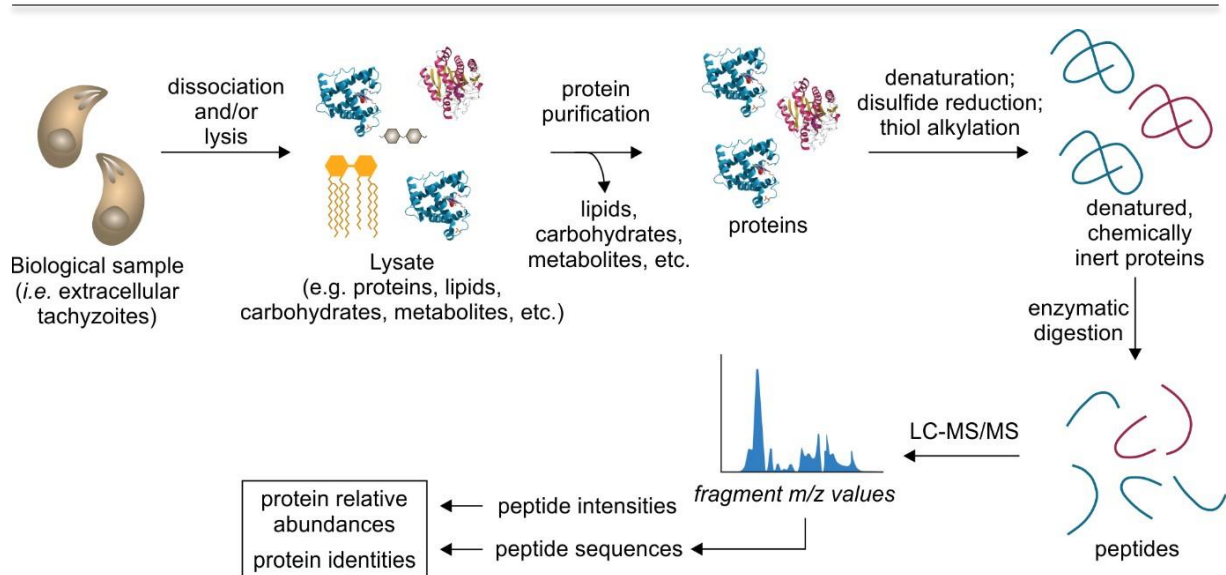 dissociation
and/or
lysis
protein
purification
denaturation;
disulfide reduction;
thiol alkylation
lipids,
carbohydrates,
metabolites, etc.
proteins
denatured,
chemically
inert proteins
Biological sample
(i.e. extracellular
tachyzoites)
Lysate
(e.g. proteins, lipids,
carbohydrates, metabolites, etc.)
enzymatic
digestion
LC-MS/MS
peptides
fragment m/z values
peptide intensities
peptide sequences
protein relative
abundances
protein identities